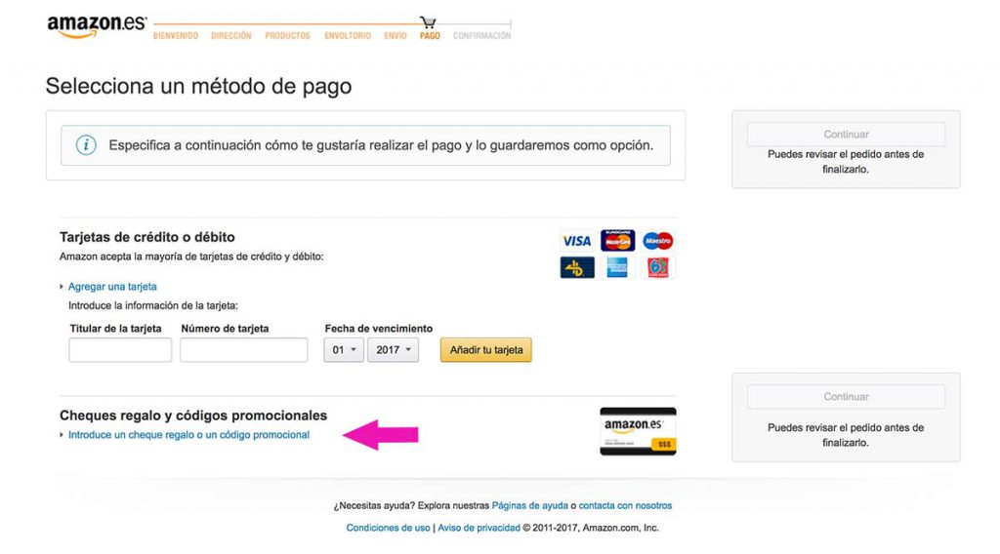 amazon.es
BIENVENIDO DIRECCIÓN PRODUCTOS ENVOLTORIO ENVÍO PAGO CONFIRMACIÓN
Selecciona un método de pago
Especifica a continuación cómo te gustaría realizar el pago y lo guardaremos como opción.
Continuar
Puedes revisar el pedido antes de
finalizarlo.
Tarjetas de crédito o débito
Amazon acepta la mayoría de tarjetas de crédito y débito:
VISA MasterCard Maestro
Agregar una tarjeta
Introduce la información de la tarjeta:
Titular de la tarjeta Número de tarjeta Fecha de vencimiento
01 2017 Añadir tu tarjeta
Cheques regalo y códigos promocionales
Introduce un cheque regalo o un código promocional
amazon.es
$$$
Continuar
Puedes revisar el pedido antes de
finalizarlo.
¿Necesitas ayuda? Explora nuestras Páginas de ayuda o contacta con nosotros
Condiciones de uso | Aviso de privacidad © 2011-2017, Amazon.com, Inc.